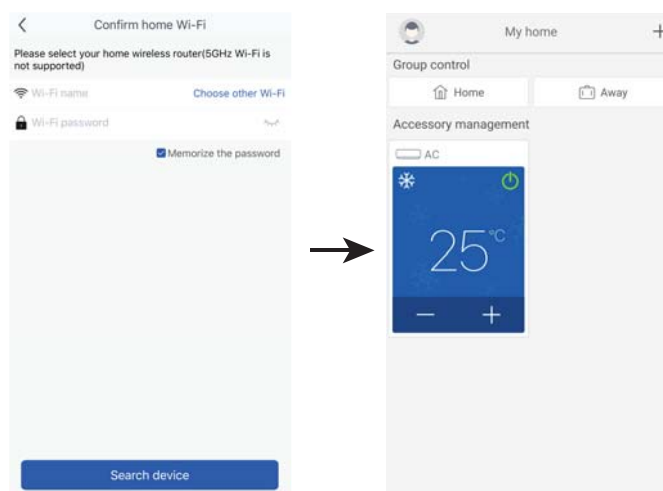 Confirm home Wi-Fi
Please select your home wireless router(5GHz Wi-Fi is
not supported)
Wi-Fi name
Choose other Wi-Fi
Wi-Fi password
Memorize the password
Search device
My home
+
Group control
Home
Away
Accessory management
AC
25°C
− +